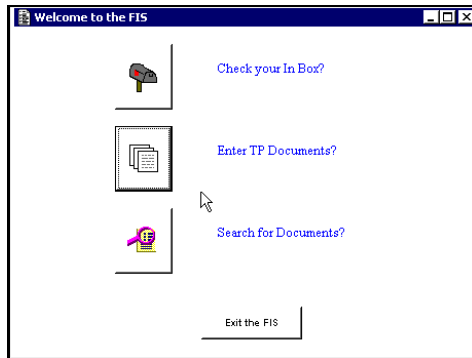 Welcome to the FIS
Check your In Box?
Enter TP Documents?
Search for Documents?
Exit the FIS